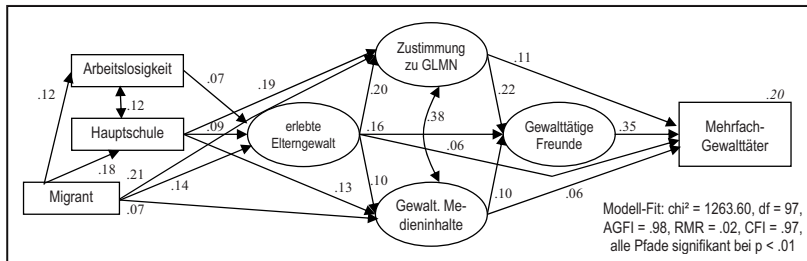 Arbeitslosigkeit
Hauptschule
Migrant
erlebte
Elterngewalt
Zustimmung
zu GLMN
Gewalt. Me-
dieninhalte
Gewalttätige
Freunde
Mehrfach-
Gewalttäter
.12
.12
.18
.07
.19
.09
.21
.14
.07
.13
.20
.16
.10
.38
.06
.22
.10
.11
.35
.06
.20
Modell-Fit: chi² = 1263.60, df = 97,
AGFI = .98, RMR = .02, CFI = .97,
alle Pfade signifikant bei p < .01